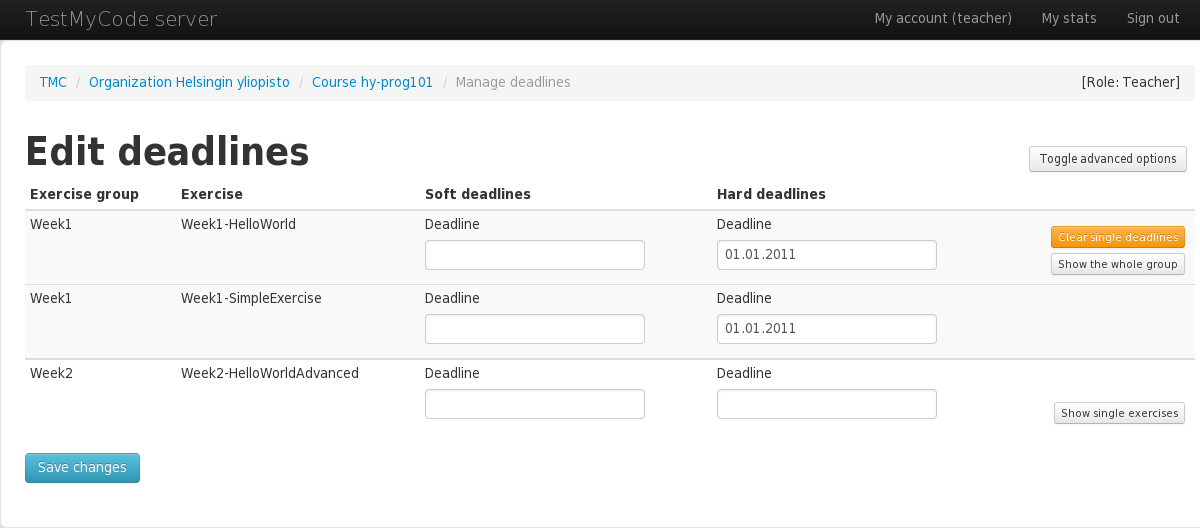 TestMyCode server My account (teacher) My stats Sign out
TMC / Organization Helsingin yliopisto / Course hy-prog101 / Manage deadlines [Role: Teacher]
Edit deadlines
Toggle advanced options
Exercise group Exercise Soft deadlines Hard deadlines
Week1 Week1-HelloWorld Deadline Deadline
Clear single deadlines
01.01.2011
Show the whole group
Week1 Week1-SimpleExercise Deadline Deadline
01.01.2011
Week2 Week2-HelloWorldAdvanced Deadline Deadline
Show single exercises
Save changes